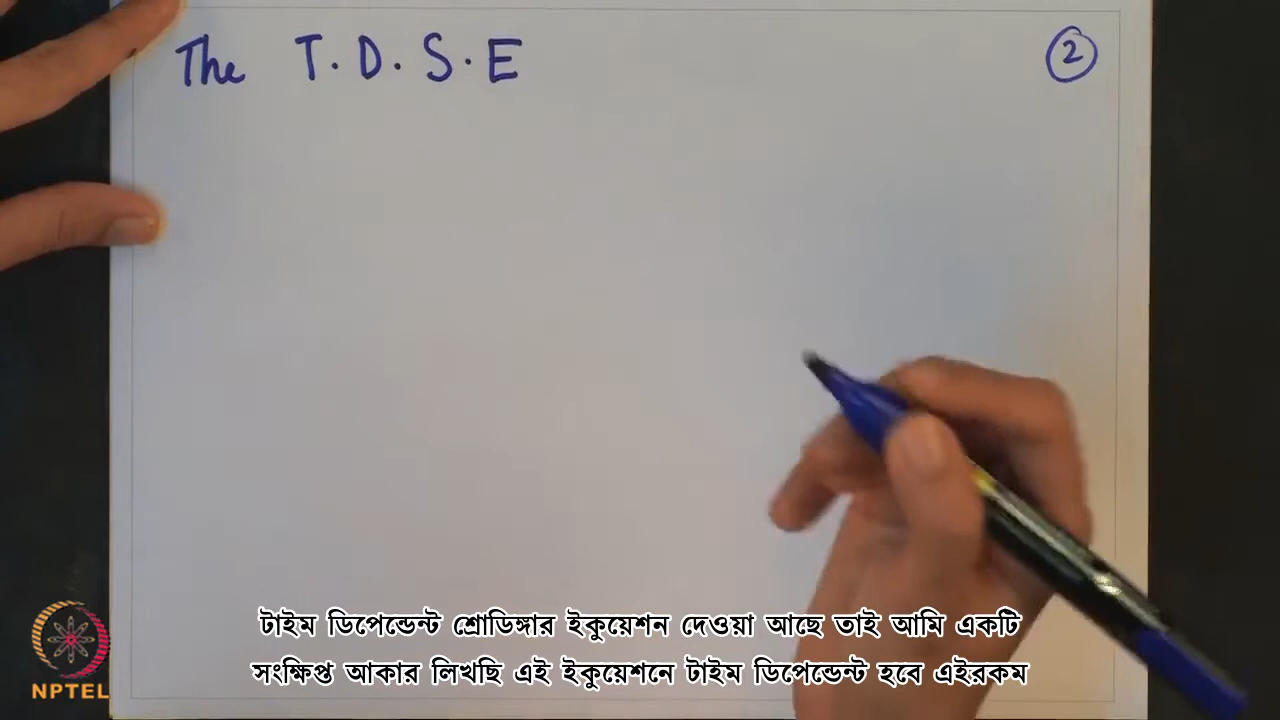 The T.D.S.E
2
টাইম ডিপেন্ডেন্ট শ্রোডিঙ্গার ইকুয়েশন দেওয়া আছে তাই আমি একটি
সংক্ষিপ্ত আকার লিখছি এই ইকুয়েশনে টাইম ডিপেন্ডেন্ট হবে এইরকম
NPTEL